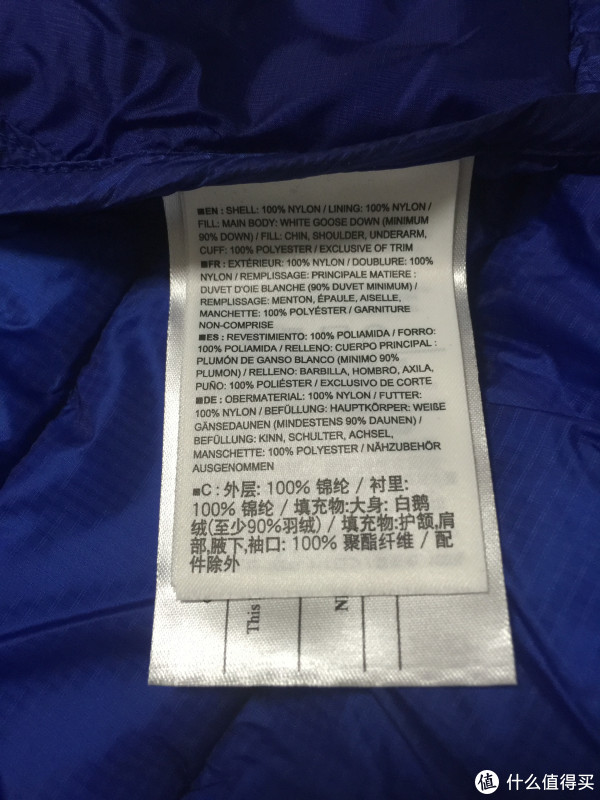 ■EN : SHELL: 100% NYLON / LINING: 100% NYLON /
FILL: MAIN BODY: WHITE GOOSE DOWN (MINIMUM
90% DOWN) / FILL: CHIN, SHOULDER, UNDERARM,
CUFF: 100% POLYESTER / EXCLUSIVE OF TRIM
■FR : EXTÉRIEUR: 100% NYLON / DOUBLURE: 100%
NYLON / REMPLISSAGE: PRINCIPALE MATIERE :
DUVET D'OIE BLANCHE (90% DUVET MINIMUM) /
REMPLISSAGE: MENTON, ÉPAULE, AISELLE,
MANCHETTE: 100% POLYÉSTER / GARNITURE
NON-COMPRISE
■ES : REVESTIMIENTO: 100% POLIAMIDA / FORRO:
100% POLIAMIDA / RELLENO: CUERPO PRINCIPAL :
PLUMÓN DE GANSO BLANCO (MINIMO 90%
PLUMON) / RELLENO: BARBILLA, HOMBRO, AXILA,
PUÑO: 100% POLIÉSTER / EXCLUSIVO DE CORTE
■DE : OBERMATERIAL: 100% NYLON / FUTTER:
100% NYLON / BEFÜLLUNG: HAUPTKÖRPER: WEIßE
GÄNSEDAUNEN (MINDESTENS 90% DAUNEN) /
BEFÜLLUNG: KINN, SCHULTER, ACHSEL,
MANSCHETTE: 100% POLYESTER / NÄHZUBEHÖR
AUSGENOMMEN
■C : 外层: 100% 锦纶 / 衬里:
100% 锦纶 / 填充物:大身: 白鹅
绒(至少90%羽绒) / 填充物:护颔,肩
部,腋下,袖口: 100% 聚酯纤维 / 配
件除外
This
值 什么值得买